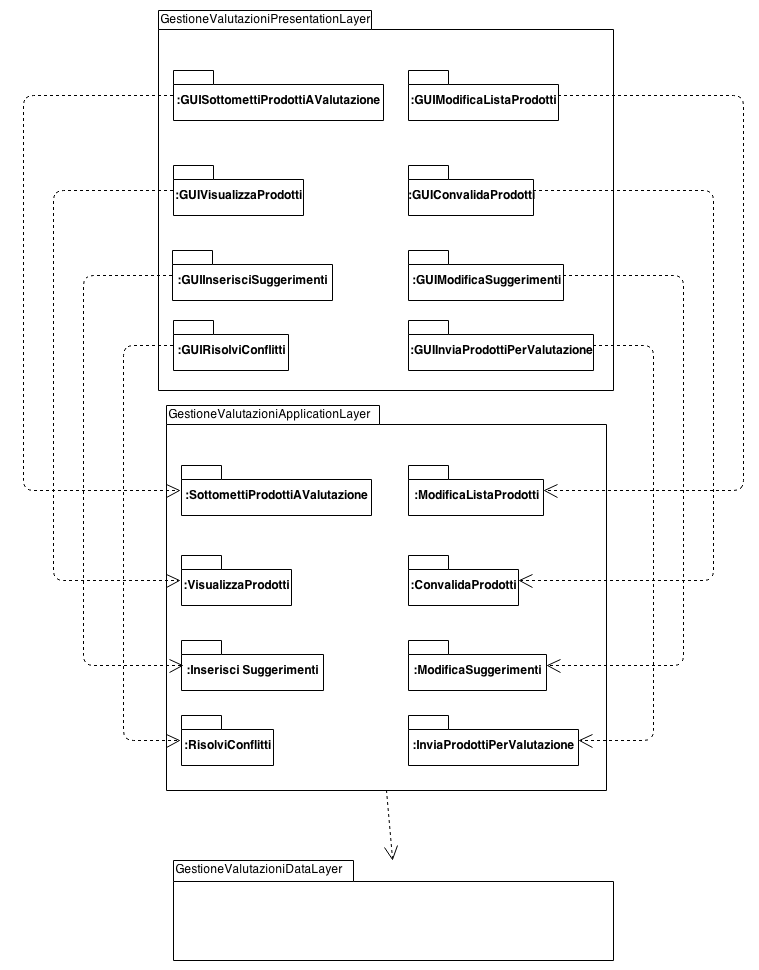 GestioneValutazioniPresentationLayer
:GUISottomettiProdottiAValutazione
:GUIModificaListaProdotti
:GUIVisualizzaProdotti
:GUIConvalidaProdotti
:GUIInserisciSuggerimenti
:GUIModificaSuggerimenti
:GUIRisolviConflitti
:GUIInviaProdottiPerValutazione
GestioneValutazioniApplicationLayer
:SottomettiProdottiAValutazione
:ModificaListaProdotti
:VisualizzaProdotti
:ConvalidaProdotti
:Inserisci Suggerimenti
:ModificaSuggerimenti
:RisolviConflitti
:InviaProdottiPerValutazione
GestioneValutazioniDataLayer